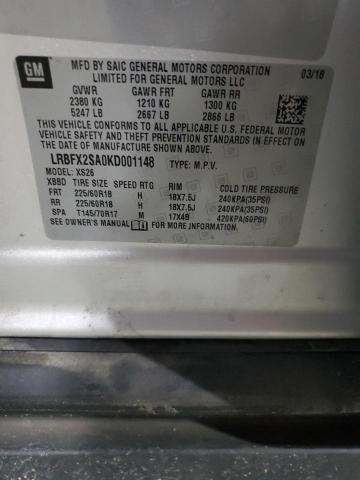 GM
MFD BY SAIC GENERAL MOTORS CORPORATION 03/18
LIMITED FOR GENERAL MOTORS LLC
GVWR GAWR FRT GAWR RR
2380 KG 1210 KG 1300 KG
5247 LB 2667 LB 2866 LB
THIS VEHICLE CONFORMS TO ALL APPLICABLE U.S. FEDERAL MOTOR
VEHICLE SAFETY, BUMPER, AND THEFT PREVENTION STANDARDS IN EFFECT ON
THE DATE OF MANUFACTURE SHOWN ABOVE.
LRBFX2SA0KD001148 TYPE: M.P.V.
MODEL: XS26
XBBD TIRE SIZE SPEED RTG RIM COLD TIRE PRESSURE
FRT 225/60R18 H 18X7.5J 240KPA(35PSI)
RR 225/60R18 H 18X7.5J 240KPA(35PSI)
SPA T145/70R17 M 17X4B 420KPA(60PSI)
SEE OWNER'S MANUAL FOR MORE INFORMATION